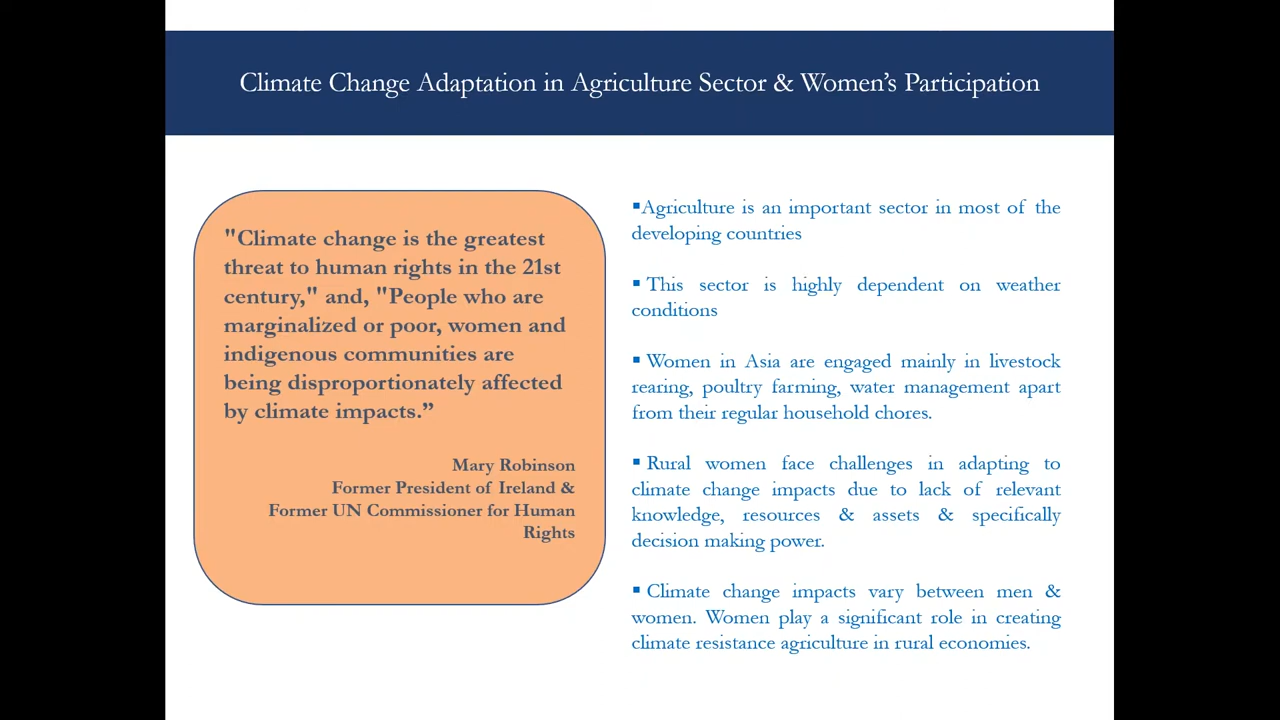 Climate Change Adaptation in Agriculture Sector & Women’s Participation
"Climate change is the greatest
threat to human rights in the 21st
century," and, "People who are
marginalized or poor, women and
indigenous communities are
being disproportionately affected
by climate impacts.”
Mary Robinson
Former President of Ireland &
Former UN Commissioner for Human
Rights
▪Agriculture is an important sector in most of the
developing countries
▪ This sector is highly dependent on weather
conditions
▪ Women in Asia are engaged mainly in livestock
rearing, poultry farming, water management apart
from their regular household chores.
▪ Rural women face challenges in adapting to
climate change impacts due to lack of relevant
knowledge, resources & assets & specifically
decision making power.
▪ Climate change impacts vary between men &
women. Women play a significant role in creating
climate resistance agriculture in rural economies.